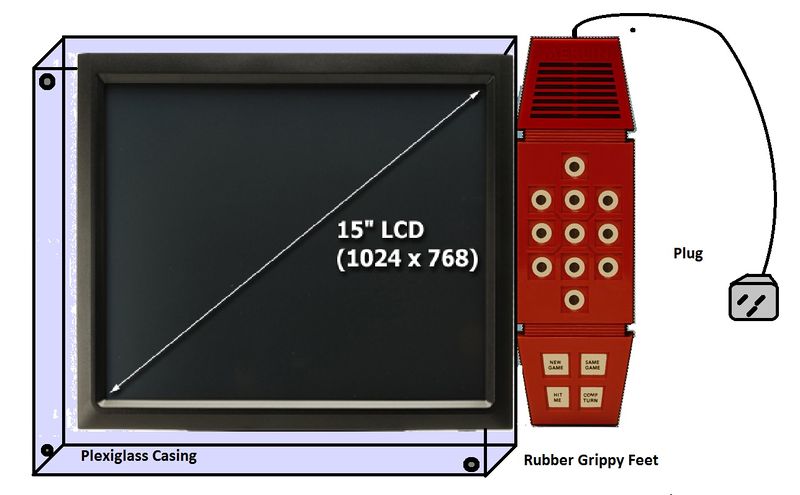 15" LCD
(1024 x 768)
Plug
NEW
GAME
SAME
GAME
HIT
ME
COMP
TURN
Plexiglass Casing
Rubber Grippy Feet